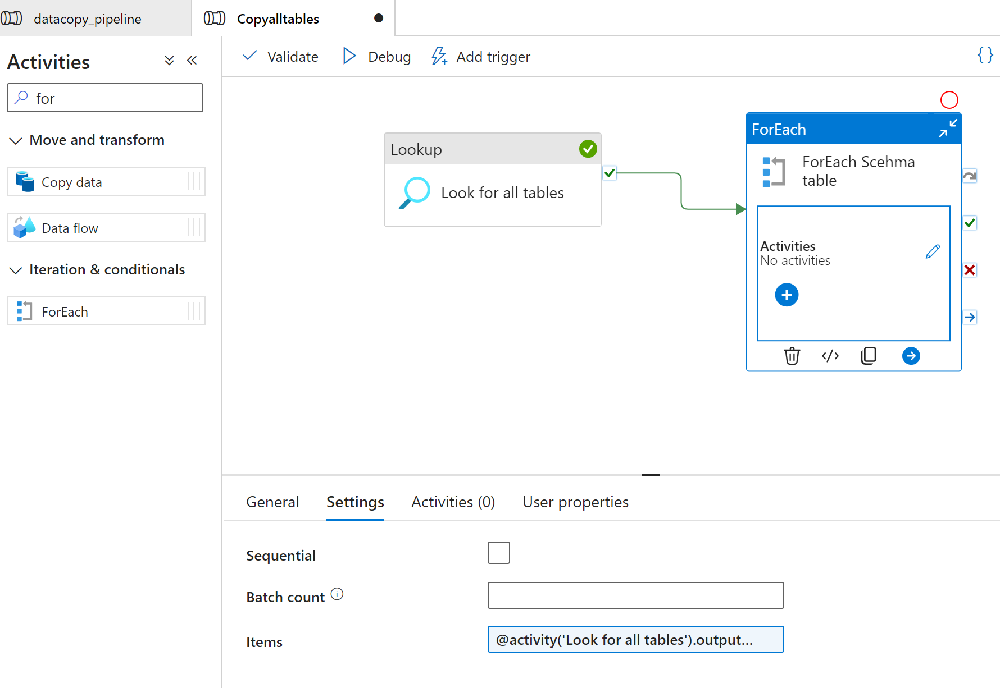 datacopy_pipeline
Copyalltables
Activities
for
Move and transform
Copy data
Data flow
Iteration & conditionals
ForEach
Validate
Debug
Add trigger
{}
Lookup
Look for all tables
ForEach
ForEach Scehma
table
Activities
No activities
General
Settings
Activities (0)
User properties
Sequential
Batch count
Items
@activity('Look for all tables').output...